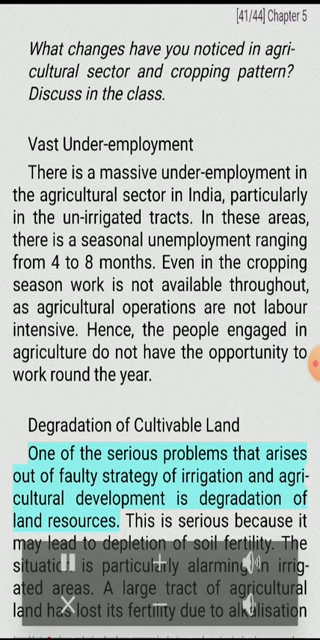 [41/44] Chapter 5
What changes have you noticed in agri-
cultural sector and cropping pattern?
Discuss in the class.
Vast Under-employment
There is a massive under-employment in
the agricultural sector in India, particularly
in the un-irrigated tracts. In these areas,
there is a seasonal unemployment ranging
from 4 to 8 months. Even in the cropping
season work is not available throughout,
as agricultural operations are not labour
intensive. Hence, the people engaged in
agriculture do not have the opportunity to
work round the year.
Degradation of Cultivable Land
One of the serious problems that arises
out of faulty strategy of irrigation and agri-
cultural development is degradation of
land resources. This is serious because it
may lead to depletion of soil fertility. The
situation is particularly alarming in irrig-
ated areas. A large tract of agricultural
land has lost its fertility due to alkalisation